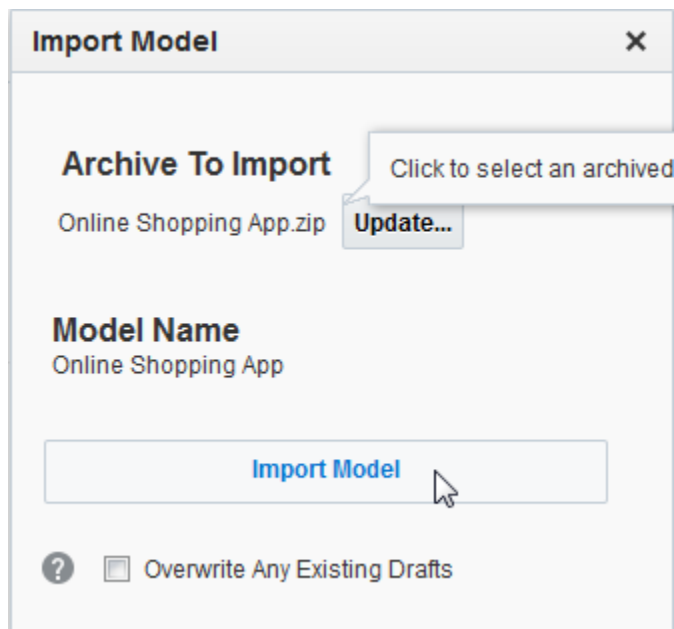 Import Model
Archive To Import
Click to select an archived
Online Shopping App.zip
Update...
Model Name
Online Shopping App
Import Model
? Overwrite Any Existing Drafts